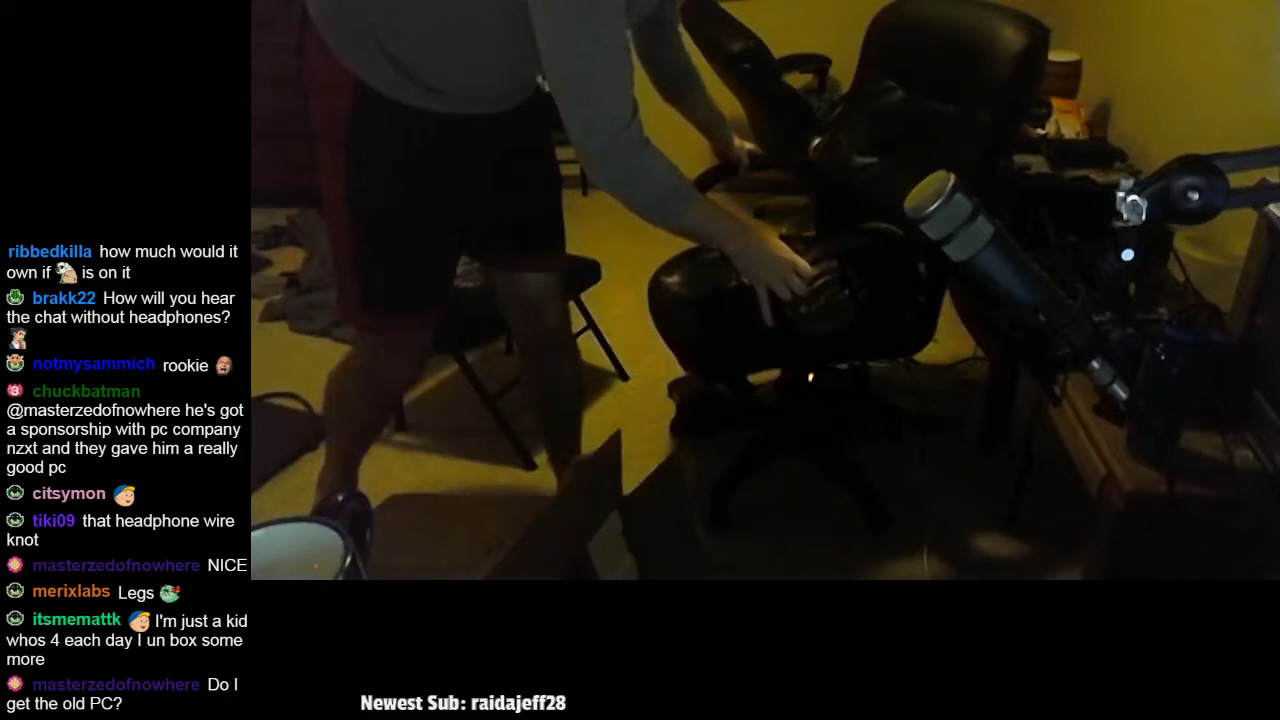 ribbedkilla how much would it
own if is on it
brakk22 How will you hear
the chat without headphones?
notmysammich rookie
chuckbatman
@masterzedofnowhere he's got
a sponsorship with pc company
nzxt and they gave him a really
good pc
citsymon
tiki09 that headphone wire
knot
masterzedofnowhere NICE
merixlabs Legs
itsmemattk I'm just a kid
whos 4 each day I un box some
more
masterzedofnowhere Do I
get the old PC?
Newest Sub: raidajeff28